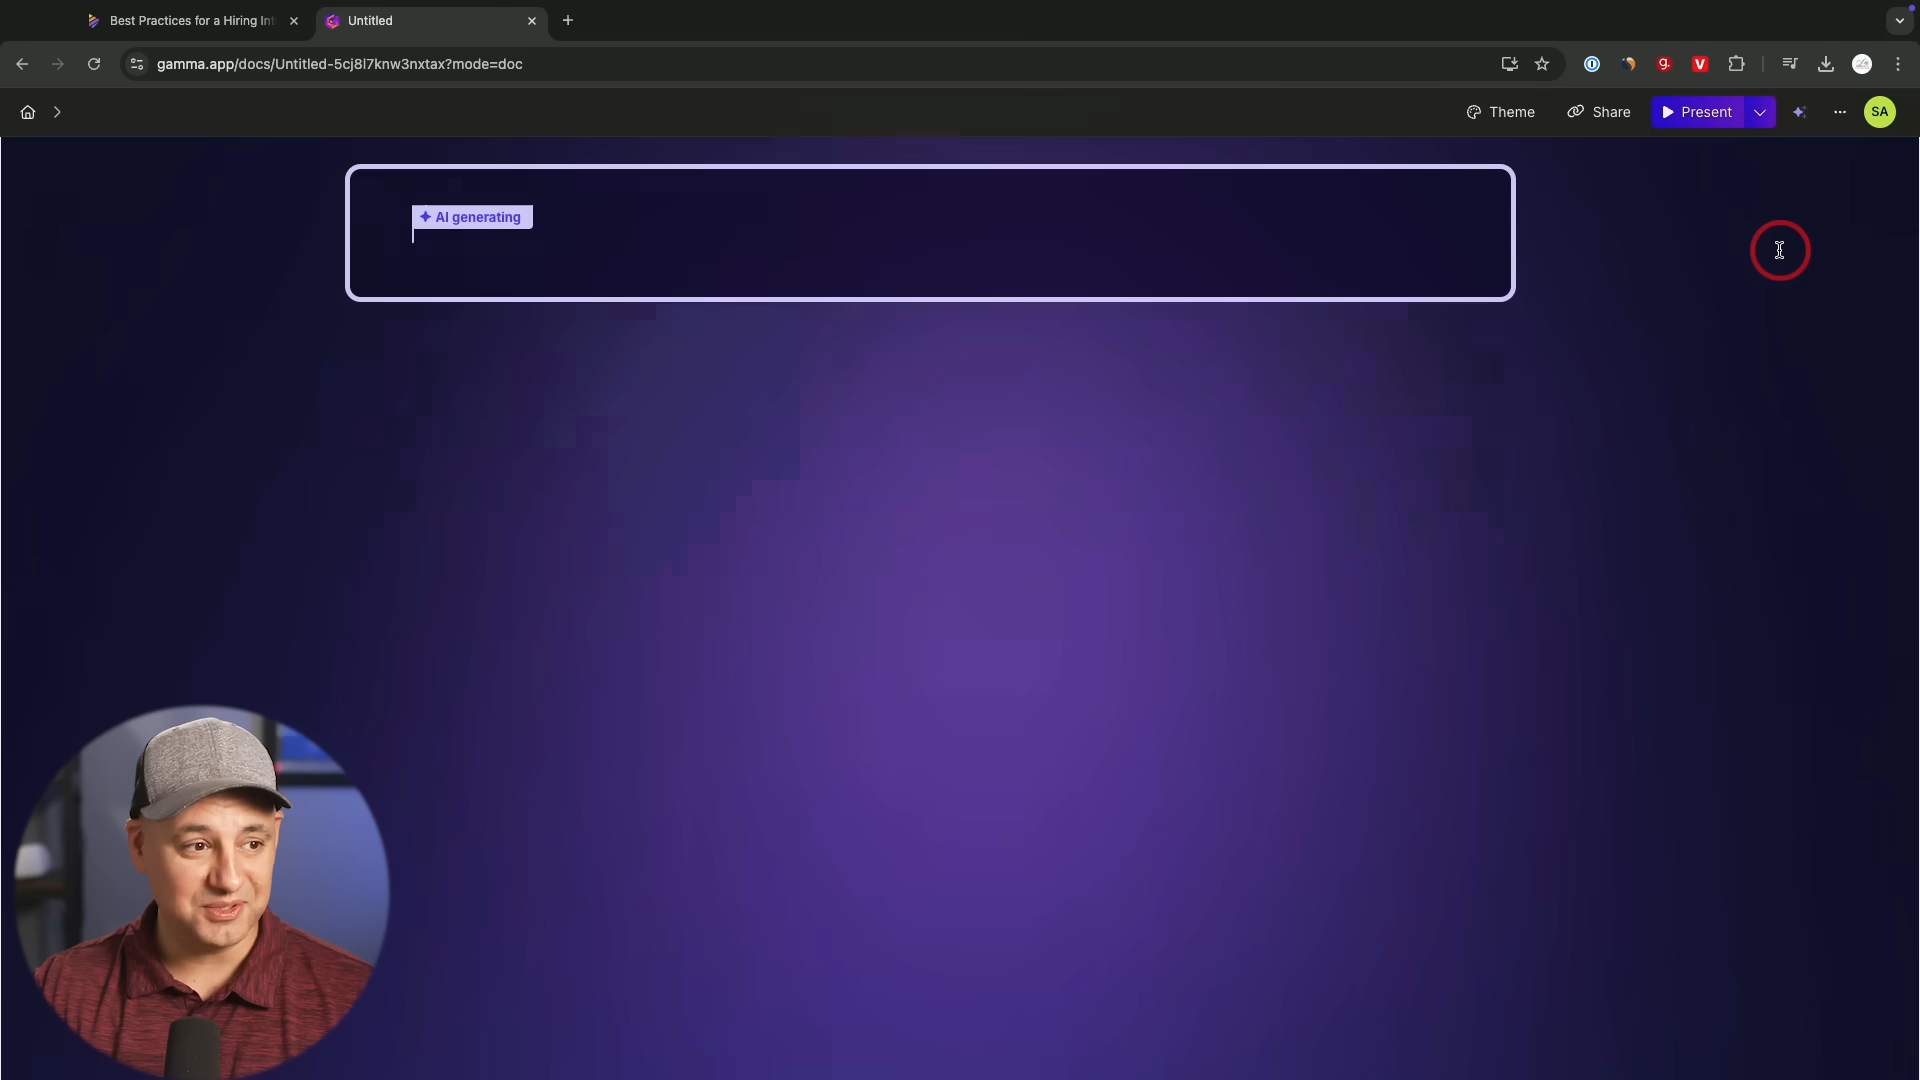 Best Practices for a Hiring Int
Untitled
gamma.app/docs/Untitled-5cj8l7knw3nxtax?mode=doc
g.
V
Theme
Share
Present
SA
AI generating